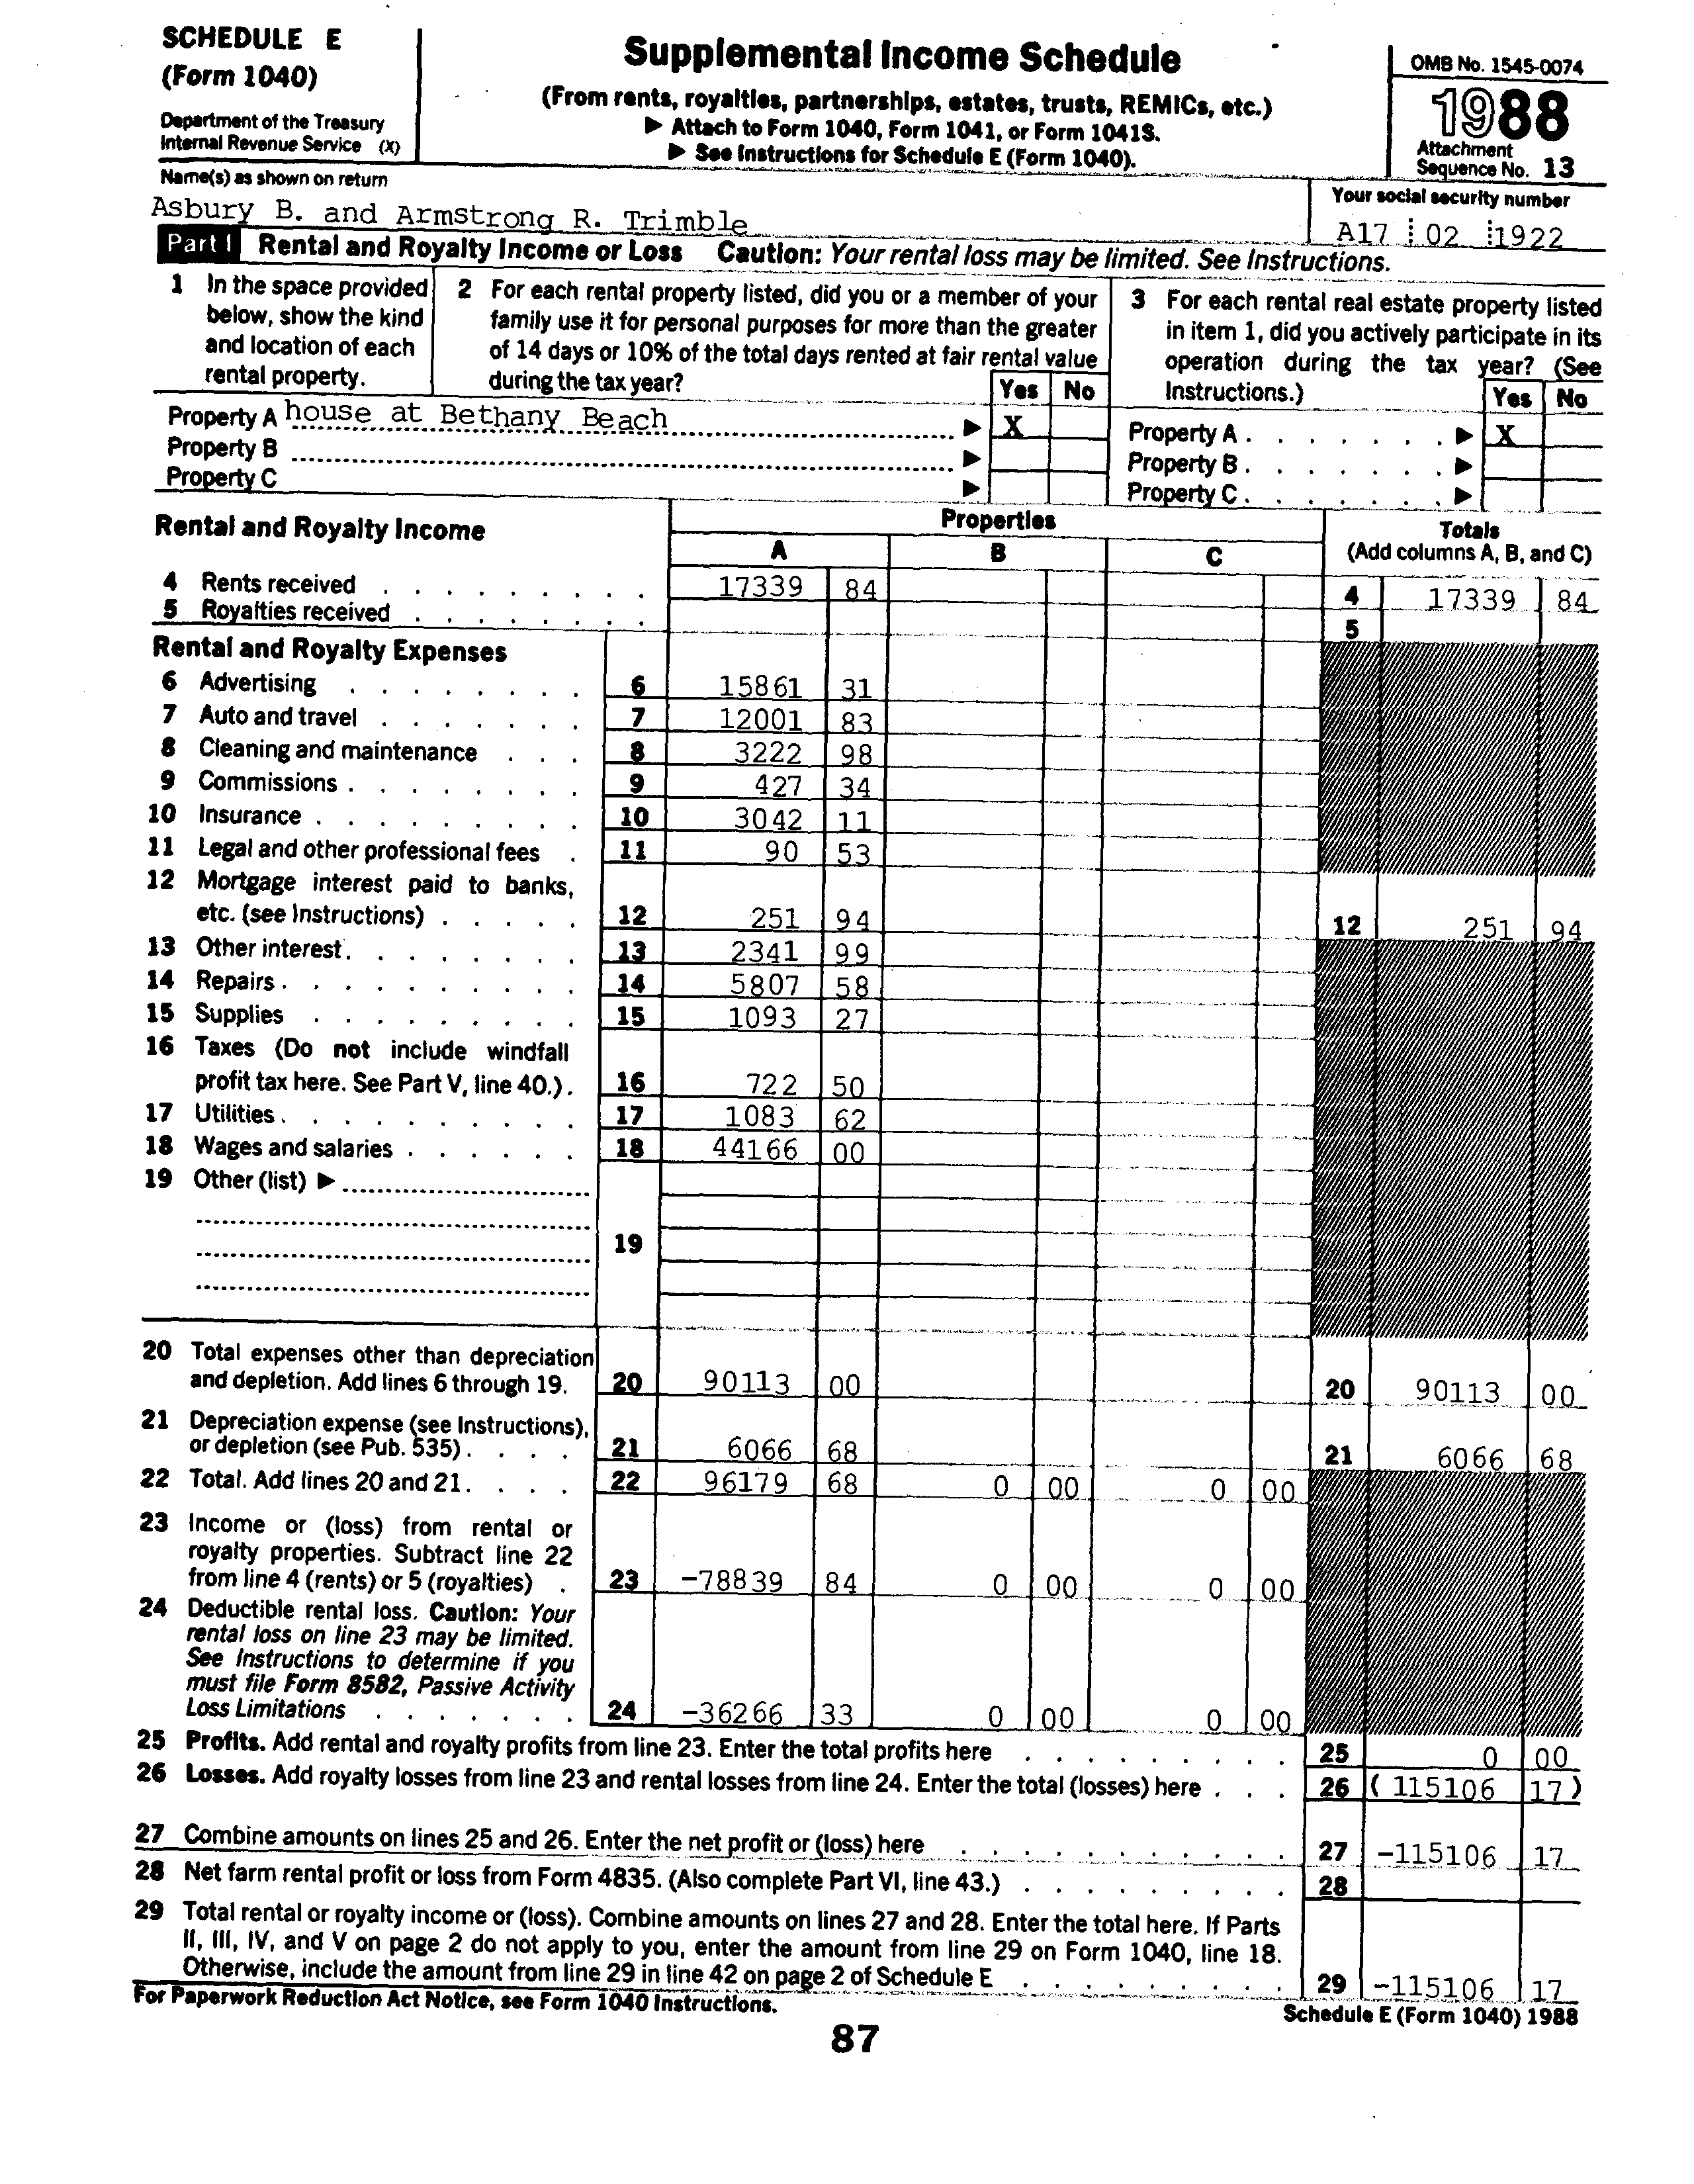 SCHEDULE E
(Form 1040)
Department of the Treasury
Internal Revenue Service (X)
Supplemental Income Schedule
(From rents, royalties, partnerships, estates, trusts, REMICs, etc.)
▶ Attach to Form 1040, Form 1041, or Form 1041S.
▶ See Instructions for Schedule E (Form 1040).
OMB No. 1545-0074
1988
Attachment
Sequence No. 13
Name(s) as shown on return
Asbury B. and Armstrong R. Trimble
Your social security number
A17 02 1922
Part I Rental and Royalty Income or Loss Caution: Your rental loss may be limited. See Instructions.
1 In the space provided
below, show the kind
and location of each
rental property.
2 For each rental property listed, did you or a member of your
family use it for personal purposes for more than the greater
of 14 days or 10% of the total days rented at fair rental value
during the tax year?
Yes No
3 For each rental real estate property listed
in item 1, did you actively participate in its
operation during the tax year? (See
Instructions.)
Yes No
Property A house at Bethany Beach ▶ X
Property B ▶
Property C ▶
Property A . . . . . . . ▶ X
Property B . . . . . . . ▶
Property C . . . . . . . ▶
Rental and Royalty Income
Properties
A B C
Totals
(Add columns A, B, and C)
4 Rents received . . . . . . . . . 17339 84 4 17339 84
5 Royalties received . . . . . . . . 5
Rental and Royalty Expenses
6 Advertising . . . . . . . . 6 15861 31
7 Auto and travel . . . . . . . 7 12001 83
8 Cleaning and maintenance . . . 8 3222 98
9 Commissions . . . . . . . . 9 427 34
10 Insurance . . . . . . . . . 10 3042 11
11 Legal and other professional fees . 11 90 53
12 Mortgage interest paid to banks,
etc. (see Instructions) . . . . . 12 251 94 12 251 94
13 Other interest . . . . . . . . 13 2341 99
14 Repairs . . . . . . . . . . 14 5807 58
15 Supplies . . . . . . . . . 15 1093 27
16 Taxes (Do not include windfall
profit tax here. See Part V, line 40.) . 16 722 50
17 Utilities . . . . . . . . . . 17 1083 62
18 Wages and salaries . . . . . . 18 44166 00
19 Other (list) ▶
19
20 Total expenses other than depreciation
and depletion. Add lines 6 through 19. 20 90113 00 20 90113 00
21 Depreciation expense (see Instructions),
or depletion (see Pub. 535) . . . . 21 6066 68 21 6066 68
22 Total. Add lines 20 and 21 . . . . 22 96179 68 0 00 0 00
23 Income or (loss) from rental or
royalty properties. Subtract line 22
from line 4 (rents) or 5 (royalties) . 23 -78839 84 0 00 0 00
24 Deductible rental loss. Caution: Your
rental loss on line 23 may be limited.
See Instructions to determine if you
must file Form 8582, Passive Activity
Loss Limitations . . . . . . . 24 -36266 33 0 00 0 00
25 Profits. Add rental and royalty profits from line 23. Enter the total profits here . . . . . . . . . 25 0 00
26 Losses. Add royalty losses from line 23 and rental losses from line 24. Enter the total (losses) here . . . 26 ( 115106 17 )
27 Combine amounts on lines 25 and 26. Enter the net profit or (loss) here . . . . . . . . . . . 27 -115106 17
28 Net farm rental profit or loss from Form 4835. (Also complete Part VI, line 43.) . . . . . . . . . 28
29 Total rental or royalty income or (loss). Combine amounts on lines 27 and 28. Enter the total here. If Parts
II, III, IV, and V on page 2 do not apply to you, enter the amount from line 29 on Form 1040, line 18.
Otherwise, include the amount from line 29 in line 42 on page 2 of Schedule E . . . . . . . . . 29 -115106 17
For Paperwork Reduction Act Notice, see Form 1040 Instructions.
Schedule E (Form 1040) 1988
87